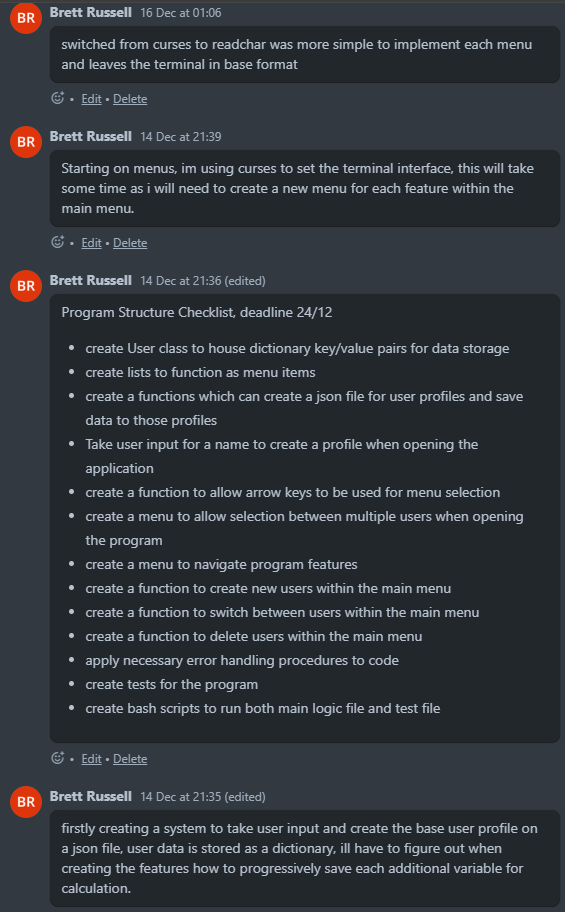 BR Brett Russell 16 Dec at 01:06
switched from curses to readchar was more simple to implement each menu
and leaves the terminal in base format
• Edit • Delete
BR Brett Russell 14 Dec at 21:39
Starting on menus, im using curses to set the terminal interface, this will take
some time as i will need to create a new menu for each feature within the
main menu.
• Edit • Delete
BR Brett Russell 14 Dec at 21:36 (edited)
Program Structure Checklist, deadline 24/12
• create User class to house dictionary key/value pairs for data storage
• create lists to function as menu items
• create a functions which can create a json file for user profiles and save
data to those profiles
• Take user input for a name to create a profile when opening the
application
• create a function to allow arrow keys to be used for menu selection
• create a menu to allow selection between multiple users when opening
the program
• create a menu to navigate program features
• create a function to create new users within the main menu
• create a function to switch between users within the main menu
• create a function to delete users within the main menu
• apply necessary error handling procedures to code
• create tests for the program
• create bash scripts to run both main logic file and test file
• Edit • Delete
BR Brett Russell 14 Dec at 21:35 (edited)
firstly creating a system to take user input and create the base user profile on
a json file, user data is stored as a dictionary, ill have to figure out when
creating the features how to progressively save each additional variable for
calculation.